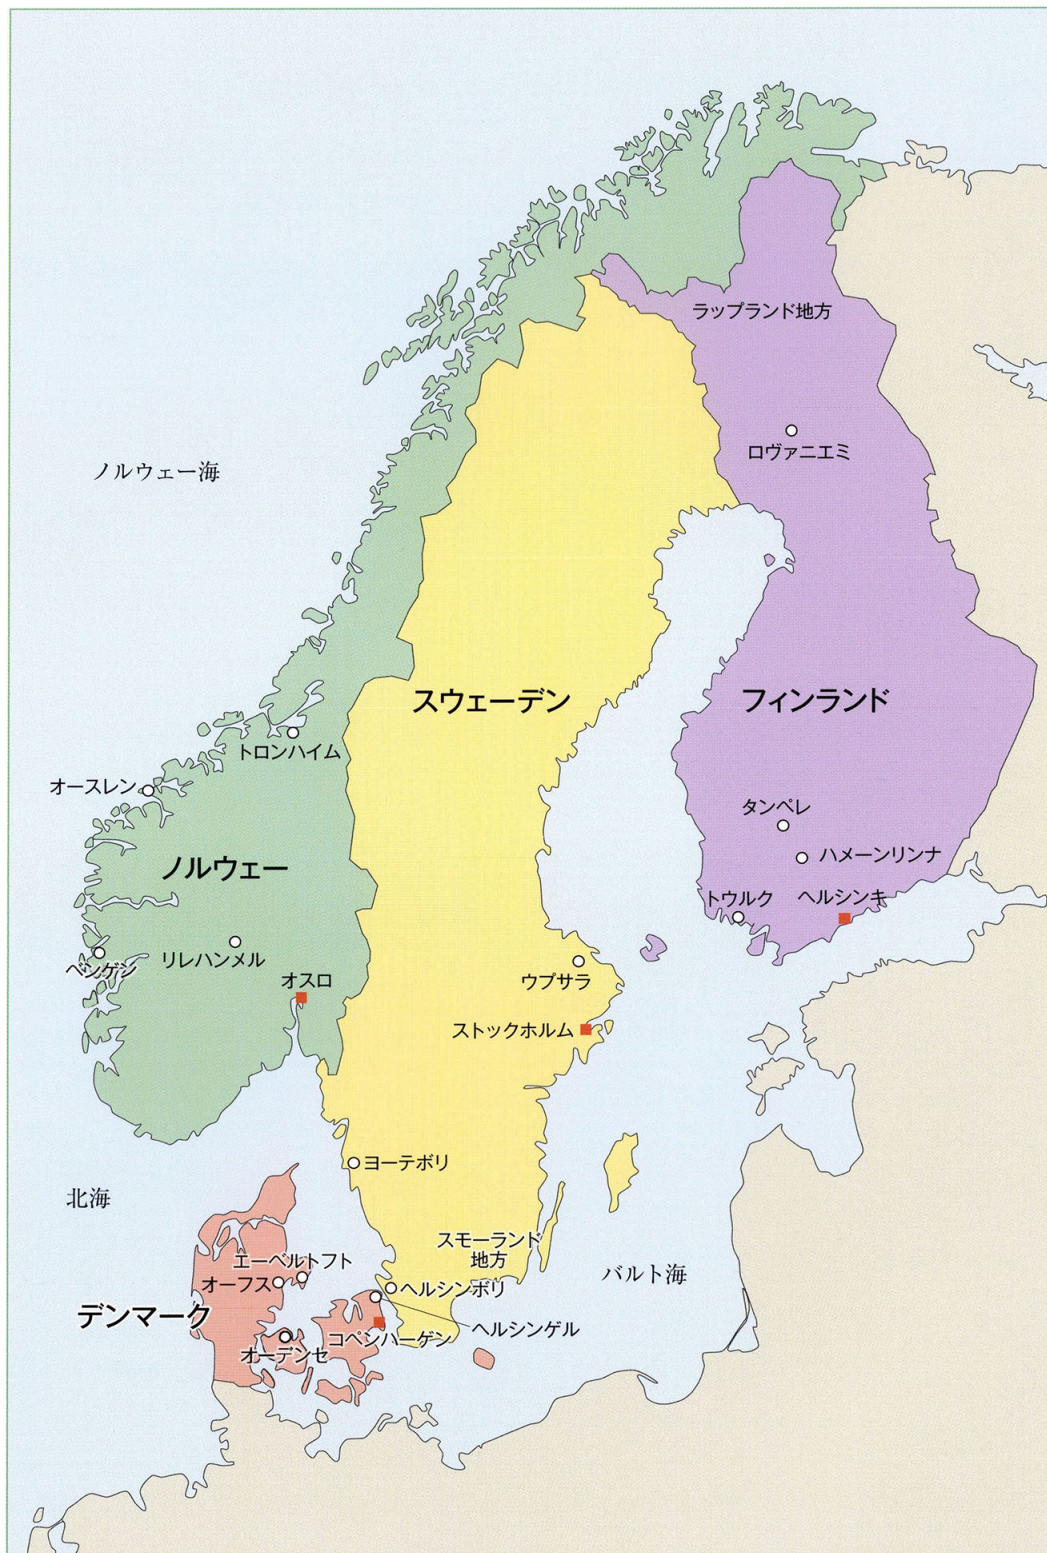 ラップランド地方
ロヴァニエミ
ノルウェー海
スウェーデン
フィンランド
トロンハイム
オースレン
タンペレ
ノルウェー
ハメーンリンナ
トウルク
ヘルシンキ
ベンゲン
リレハンメル
ウプサラ
オスロ
ストックホルム
ヨーテボリ
北海
スモーランド
地方
エーベルトフト
バルト海
オーフス
ヘルシンボリ
デンマーク
ヘルシンゲル
コペンハーゲン
オーデンセ